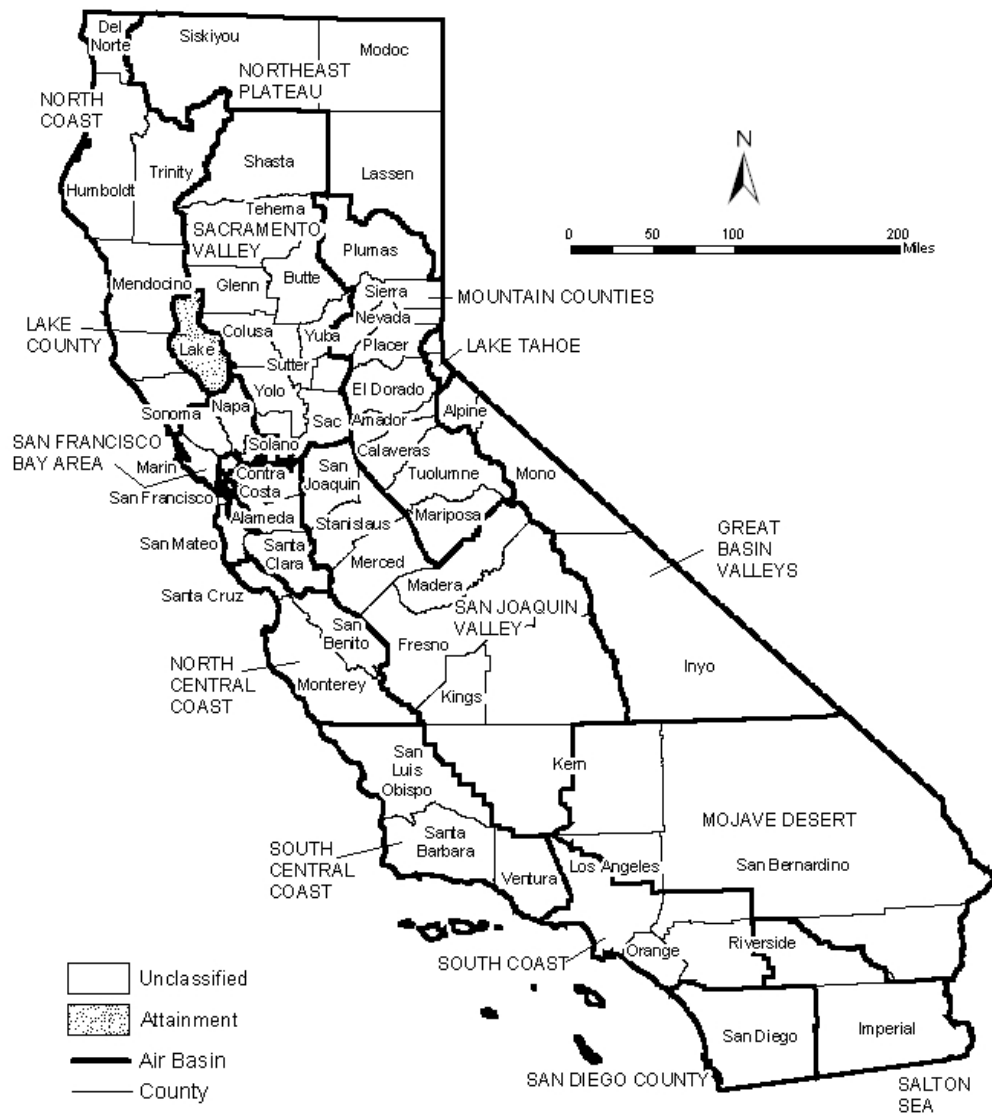 Del
Norte
Siskiyou
Modoc
NORTHEAST
PLATEAU
NORTH
COAST
N
Trinity
Shasta
Lassen
Humboldt
Tehema
SACRAMENTO
VALLEY
Plumas
0 50 100 200
Miles
Mendocino
Glenn
Butte
Sierra
MOUNTAIN COUNTIES
Nevada
LAKE
COUNTY
Colusa
Yuba
Placer
Lake
LAKE TAHOE
Sutter
Yolo
El Dorado
Napa
Sonoma
Sac
Alpine
Amador
SAN FRANCISCO
BAY AREA
Solano
Calaveras
Marin
Contra
Costa
San
Joaquin
Tuolumne
Mono
San Francisco
Alameda
Stanislaus
Mariposa
GREAT
BASIN
VALLEYS
San Mateo
Santa
Clara
Merced
Madera
Santa Cruz
SAN JOAQUIN
VALLEY
San
Benito
Fresno
NORTH
CENTRAL
COAST
Inyo
Monterey
Kings
San
Luis
Obispo
Kern
MOJAVE DESERT
SOUTH
CENTRAL
COAST
Santa
Barbara
Los Angeles
San Bernardino
Ventura
Orange
Riverside
SOUTH COAST
Unclassified
Attainment
Air Basin
County
San Diego
Imperial
SAN DIEGO COUNTY
SALTON
SEA